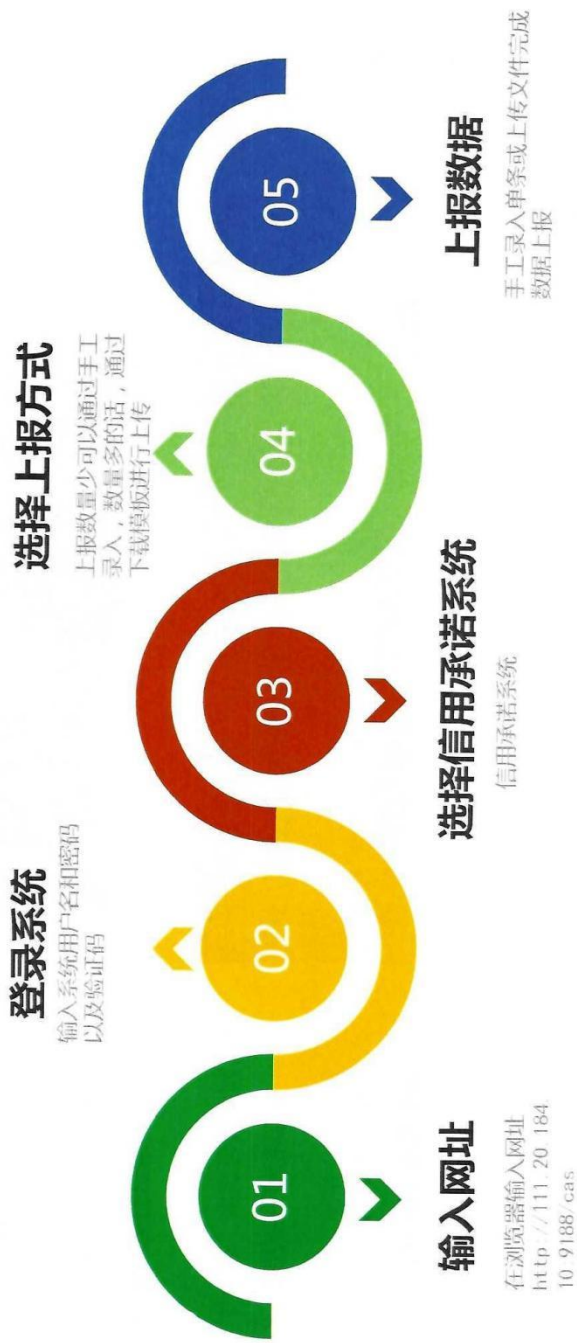 01
输入网址
在浏览器输入网址
http://111.20.184.
10:9188/cas
02
登录系统
输入系统用户名和密码
以及验证码
03
选择信用承诺系统
信用承诺系统
04
选择上报方式
上报数量少可以通过手工
录入，数量多的话，通过
下载模板进行上传
05
上报数据
手工录入单条或上传文件完成
数据上报